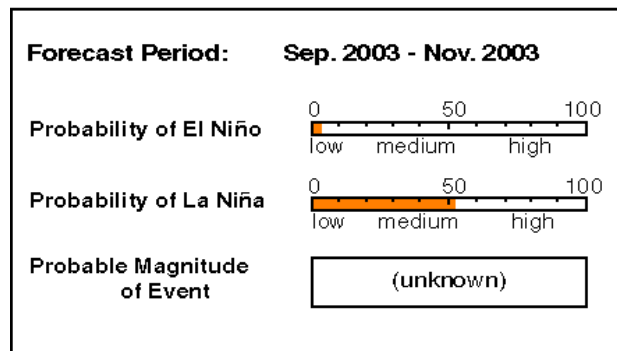 Forecast Period: Sep. 2003 - Nov. 2003
0 50 100
Probability of El Niño
low medium high
0 50 100
Probability of La Niña
low medium high
Probable Magnitude
of Event
(unknown)